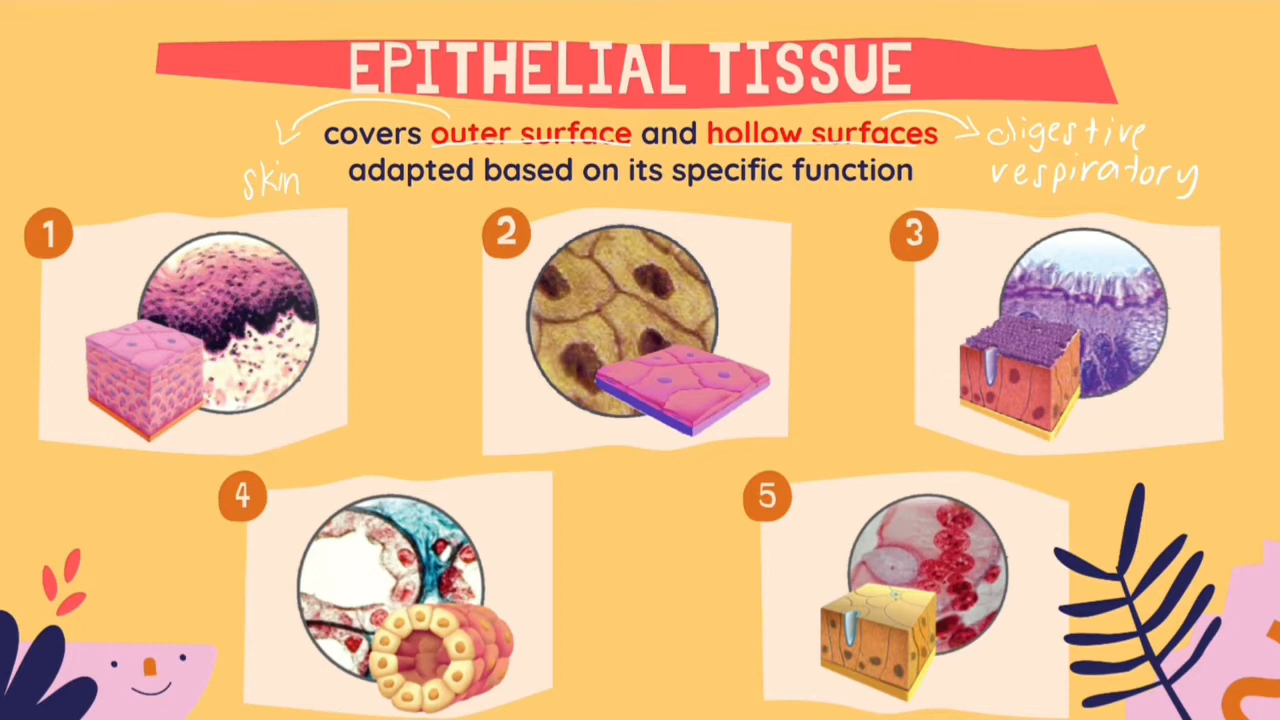 EPITHELIAL TISSUE
covers outer surface and hollow surfaces
adapted based on its specific function
skin
digestive
respiratory
1
2
3
4
5